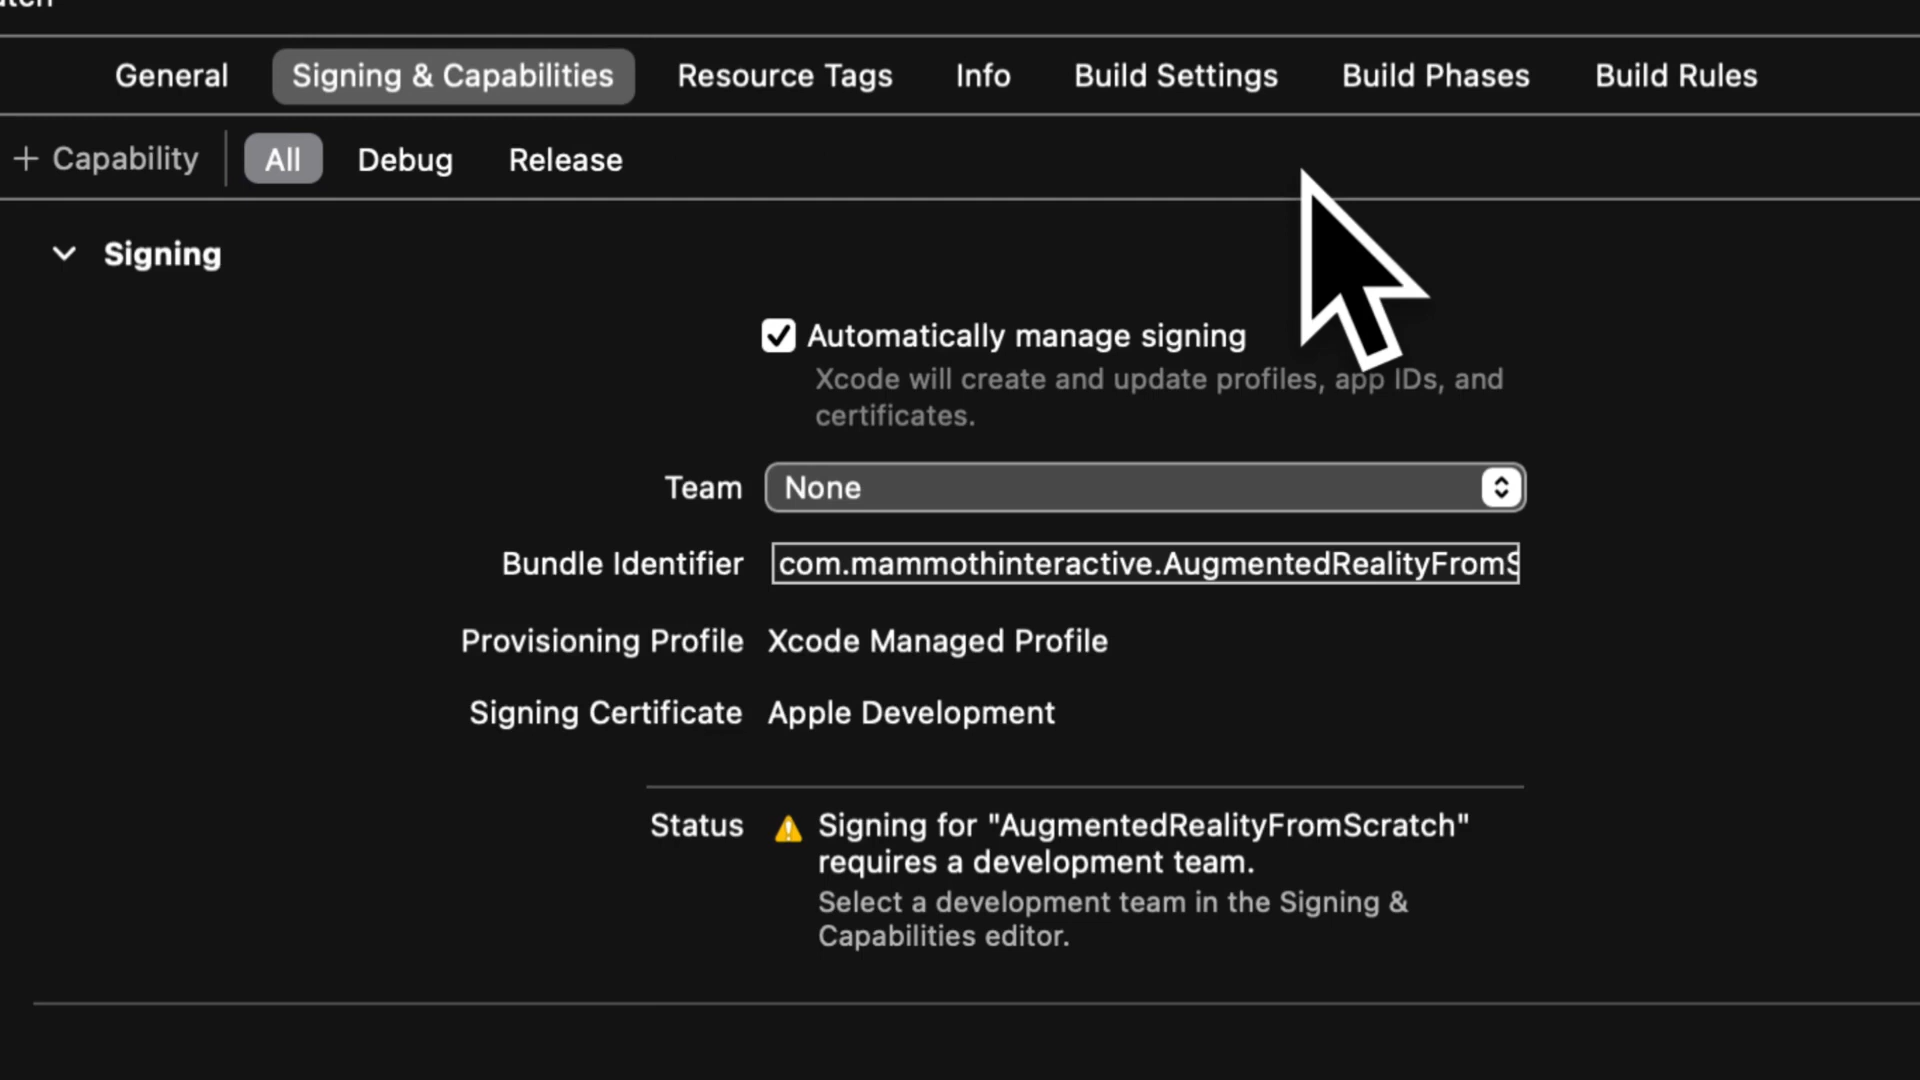 General Signing & Capabilities Resource Tags Info Build Settings Build Phases Build Rules
+ Capability All Debug Release
Signing
Automatically manage signing
Xcode will create and update profiles, app IDs, and
certificates.
Team None
Bundle Identifier com.mammothinteractive.AugmentedRealityFromS
Provisioning Profile Xcode Managed Profile
Signing Certificate Apple Development
Status Signing for "AugmentedRealityFromScratch"
requires a development team.
Select a development team in the Signing &
Capabilities editor.